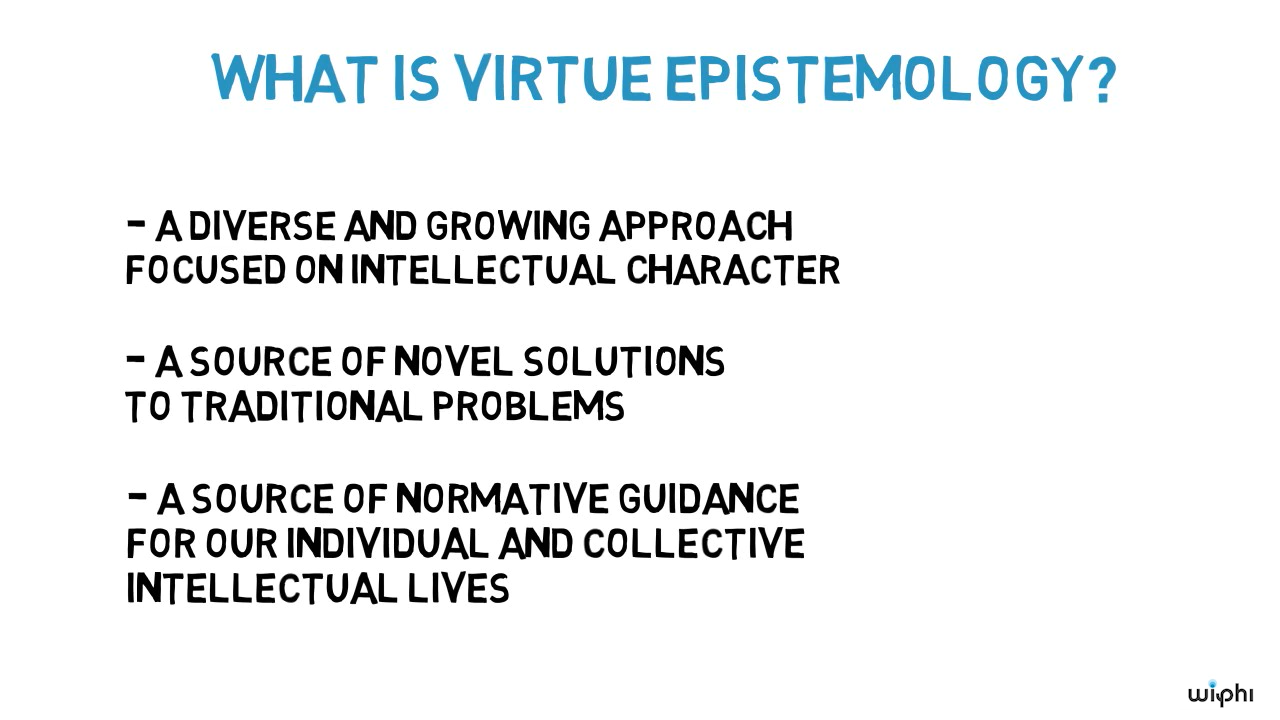 WHAT IS VIRTUE EPISTEMOLOGY?
- A DIVERSE AND GROWING APPROACH
FOCUSED ON INTELLECTUAL CHARACTER
- A SOURCE OF NOVEL SOLUTIONS
TO TRADITIONAL PROBLEMS
- A SOURCE OF NORMATIVE GUIDANCE
FOR OUR INDIVIDUAL AND COLLECTIVE
INTELLECTUAL LIVES
wiphi